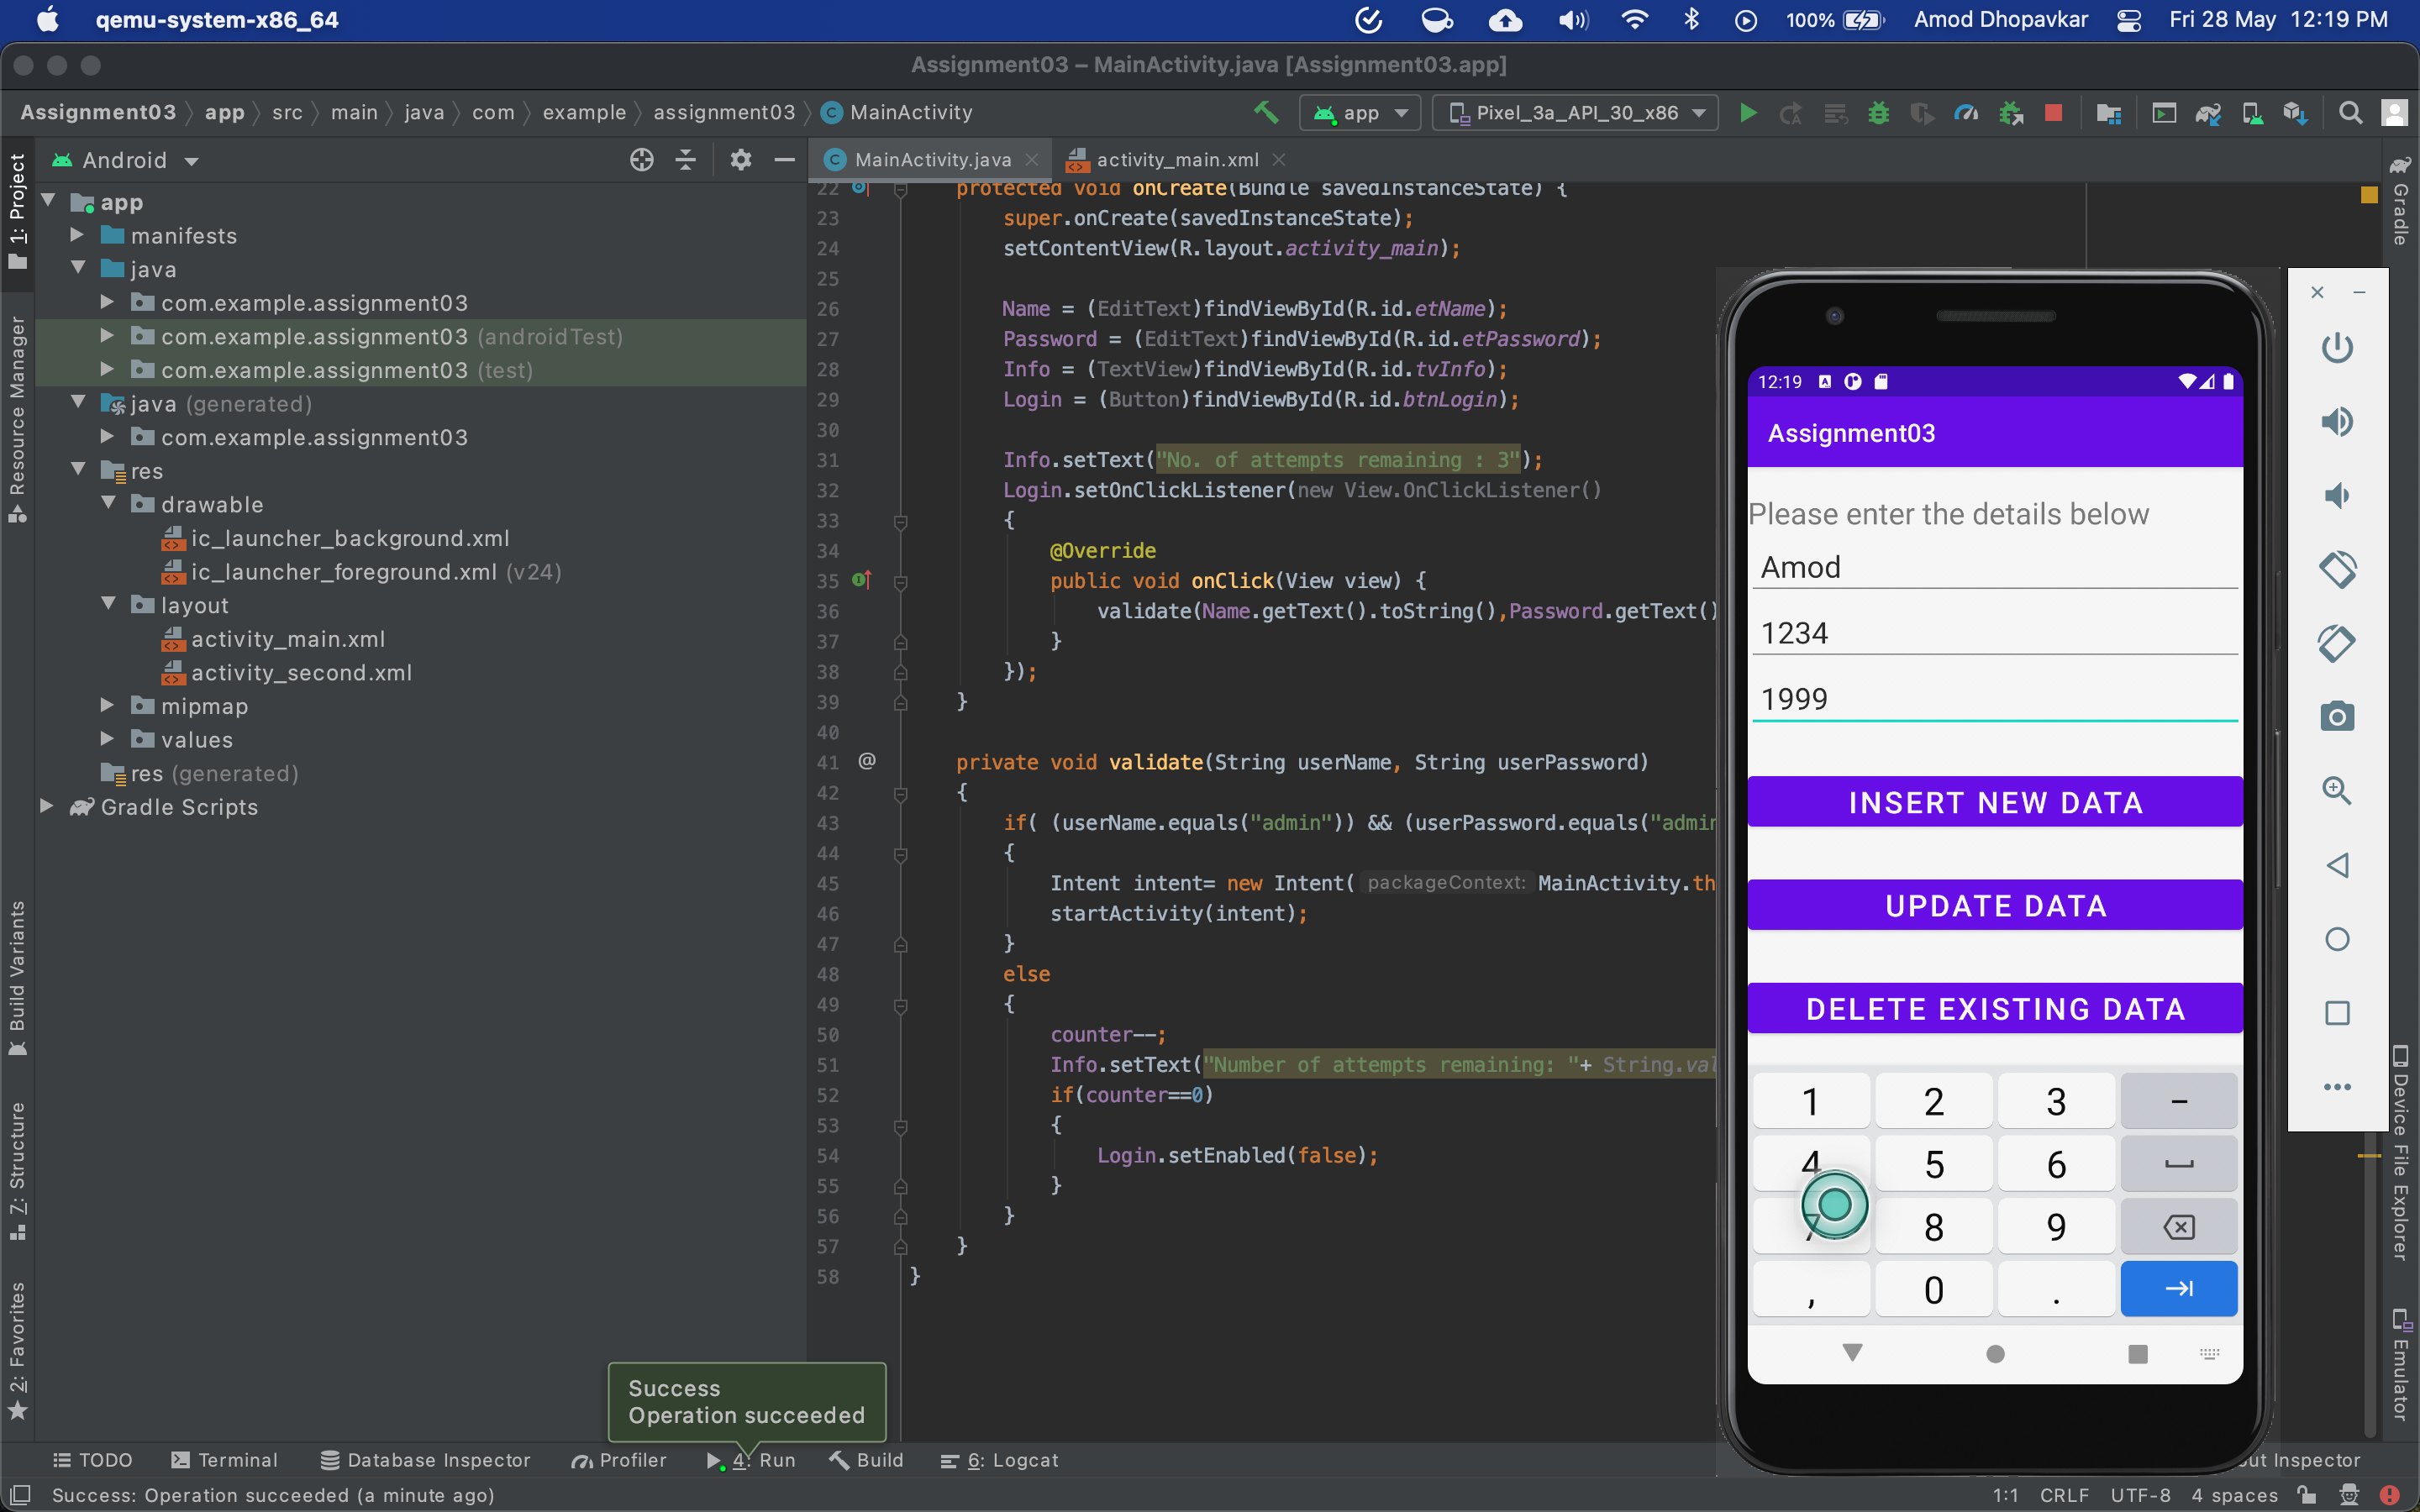 qemu-system-x86_64
100%
Amod Dhopavkar
Fri 28 May 12:19 PM
Assignment03 – MainActivity.java [Assignment03.app]
Assignment03 app src main java com example assignment03 MainActivity
app
Pixel_3a_API_30_x86
1: Project
Resource Manager
Build Variants
7: Structure
2: Favorites
Android
app
manifests
java
com.example.assignment03
com.example.assignment03 (androidTest)
com.example.assignment03 (test)
java (generated)
com.example.assignment03
res
drawable
ic_launcher_background.xml
ic_launcher_foreground.xml (v24)
layout
activity_main.xml
activity_second.xml
mipmap
values
res (generated)
Gradle Scripts
MainActivity.java
activity_main.xml
22 protected void onCreate(Bundle savedInstanceState) {
23 super.onCreate(savedInstanceState);
24 setContentView(R.layout.activity_main);
25
26 Name = (EditText)findViewById(R.id.etName);
27 Password = (EditText)findViewById(R.id.etPassword);
28 Info = (TextView)findViewById(R.id.tvInfo);
29 Login = (Button)findViewById(R.id.btnLogin);
30
31 Info.setText("No. of attempts remaining : 3");
32 Login.setOnClickListener(new View.OnClickListener()
33 {
34 @Override
35 public void onClick(View view) {
36 validate(Name.getText().toString(),Password.getText()
37 }
38 });
39 }
40
41 @ private void validate(String userName, String userPassword)
42 {
43 if( (userName.equals("admin")) && (userPassword.equals("admin
44 {
45 Intent intent= new Intent( packageContext: MainActivity.th
46 startActivity(intent);
47 }
48 else
49 {
50 counter--;
51 Info.setText("Number of attempts remaining: "+ String.val
52 if(counter==0)
53 {
54 Login.setEnabled(false);
55 }
56 }
57 }
58 }
Gradle
Device File Explorer
Emulator
12:19
Assignment03
Please enter the details below
Amod
1234
1999
INSERT NEW DATA
UPDATE DATA
DELETE EXISTING DATA
1 2 3 –
4 5 6
7 8 9
, 0 .
Success
Operation succeeded
TODO
Terminal
Database Inspector
Profiler
4: Run
Build
6: Logcat
out Inspector
Success: Operation succeeded (a minute ago)
1:1 CRLF UTF-8 4 spaces